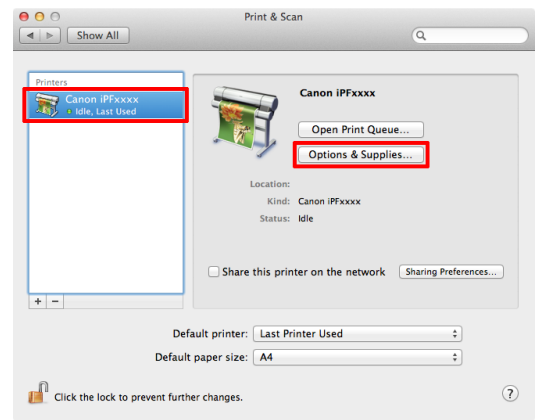 Print & Scan
Show All
Printers
Canon iPFxxxx
Idle, Last Used
Canon iPFxxxx
Open Print Queue...
Options & Supplies...
Location:
Kind: Canon iPFxxxx
Status: Idle
Share this printer on the network Sharing Preferences...
+ −
Default printer: Last Printer Used
Default paper size: A4
Click the lock to prevent further changes. ?